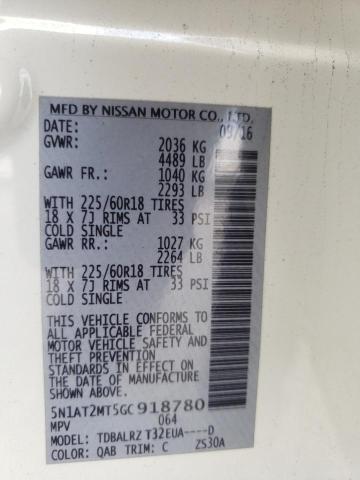 MFD BY NISSAN MOTOR CO., LTD.
DATE: 09/16
GVWR: 2036 KG
4489 LB
GAWR FR.: 1040 KG
2293 LB
WITH 225/60R18 TIRES
18 X 7J RIMS AT 33 PSI
COLD SINGLE
GAWR RR.: 1027 KG
2264 LB
WITH 225/60R18 TIRES
18 X 7J RIMS AT 33 PSI
COLD SINGLE
THIS VEHICLE CONFORMS TO
ALL APPLICABLE FEDERAL
MOTOR VEHICLE SAFETY AND
THEFT PREVENTION
STANDARDS IN EFFECT ON
THE DATE OF MANUFACTURE
SHOWN ABOVE.
5N1AT2MT5GC918780
MPV 064
MODEL: TDBALRZ T32EUA----D
COLOR: QAB TRIM: C ZS30A